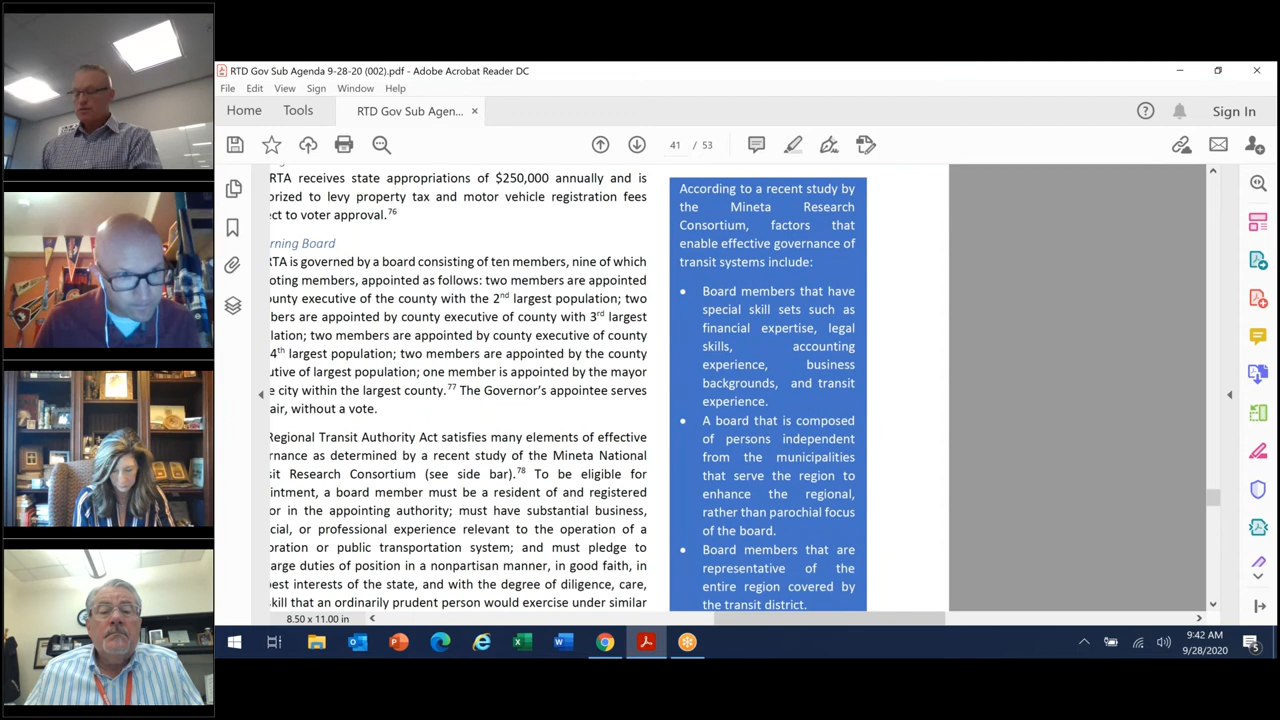 RTD Gov Sub Agenda 9-28-20 (002).pdf - Adobe Acrobat Reader DC
File Edit View Sign Window Help
Home Tools RTD Gov Sub Agen... ×
41 / 53
Sign In
RTA receives state appropriations of $250,000 annually and is
orized to levy property tax and motor vehicle registration fees
ect to voter approval.76
rning Board
RTA is governed by a board consisting of ten members, nine of which
oting members, appointed as follows: two members are appointed
ounty executive of the county with the 2nd largest population; two
bers are appointed by county executive of county with 3rd largest
lation; two members are appointed by county executive of county
4th largest population; two members are appointed by the county
utive of largest population; one member is appointed by the mayor
e city within the largest county.77 The Governor's appointee serves
air, without a vote.
Regional Transit Authority Act satisfies many elements of effective
rnance as determined by a recent study of the Mineta National
sit Research Consortium (see side bar).78 To be eligible for
intment, a board member must be a resident of and registered
or in the appointing authority; must have substantial business,
cial, or professional experience relevant to the operation of a
oration or public transportation system; and must pledge to
arge duties of position in a nonpartisan manner, in good faith, in
est interests of the state, and with the degree of diligence, care,
skill that an ordinarily prudent person would exercise under similar
According to a recent study by
the Mineta Research
Consortium, factors that
enable effective governance of
transit systems include:
• Board members that have
special skill sets such as
financial expertise, legal
skills, accounting
experience, business
backgrounds, and transit
experience.
• A board that is composed
of persons independent
from the municipalities
that serve the region to
enhance the regional,
rather than parochial focus
of the board.
• Board members that are
representative of the
entire region covered by
the transit district.
8.50 x 11.00 in
9:42 AM
9/28/2020
5